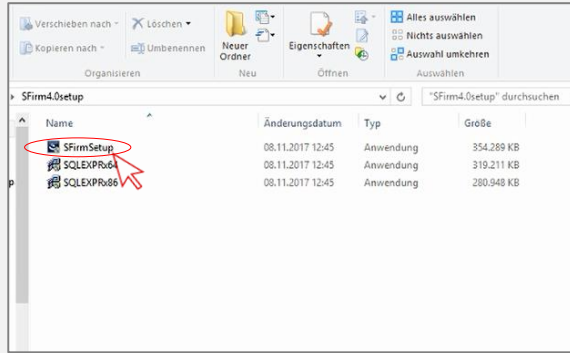 Verschieben nach
Löschen
Kopieren nach
Umbenennen
Neuer
Ordner
Eigenschaften
Alles auswählen
Nichts auswählen
Auswahl umkehren
Organisieren
Neu
Öffnen
Auswählen
SFirm4.0setup
"SFirm4.0setup" durchsuchen
Name
Änderungsdatum
Typ
Größe
SFirmSetup
08.11.2017 12:45
Anwendung
354.289 KB
SQLEXPRx64
08.11.2017 12:45
Anwendung
319.211 KB
SQLEXPRx86
08.11.2017 12:45
Anwendung
280.948 KB